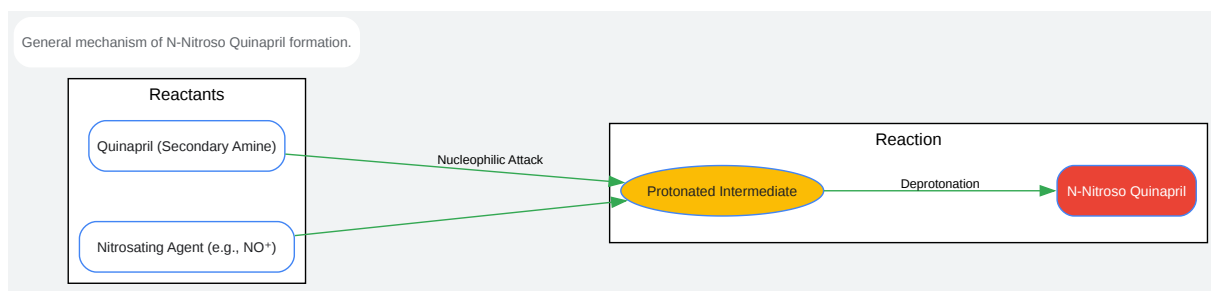 General mechanism of N-Nitroso Quinapril formation.
Reactants
Quinapril (Secondary Amine)
Nitrosating Agent (e.g., NO⁺)
Nucleophilic Attack
Reaction
Protonated Intermediate
Deprotonation
N-Nitroso Quinapril